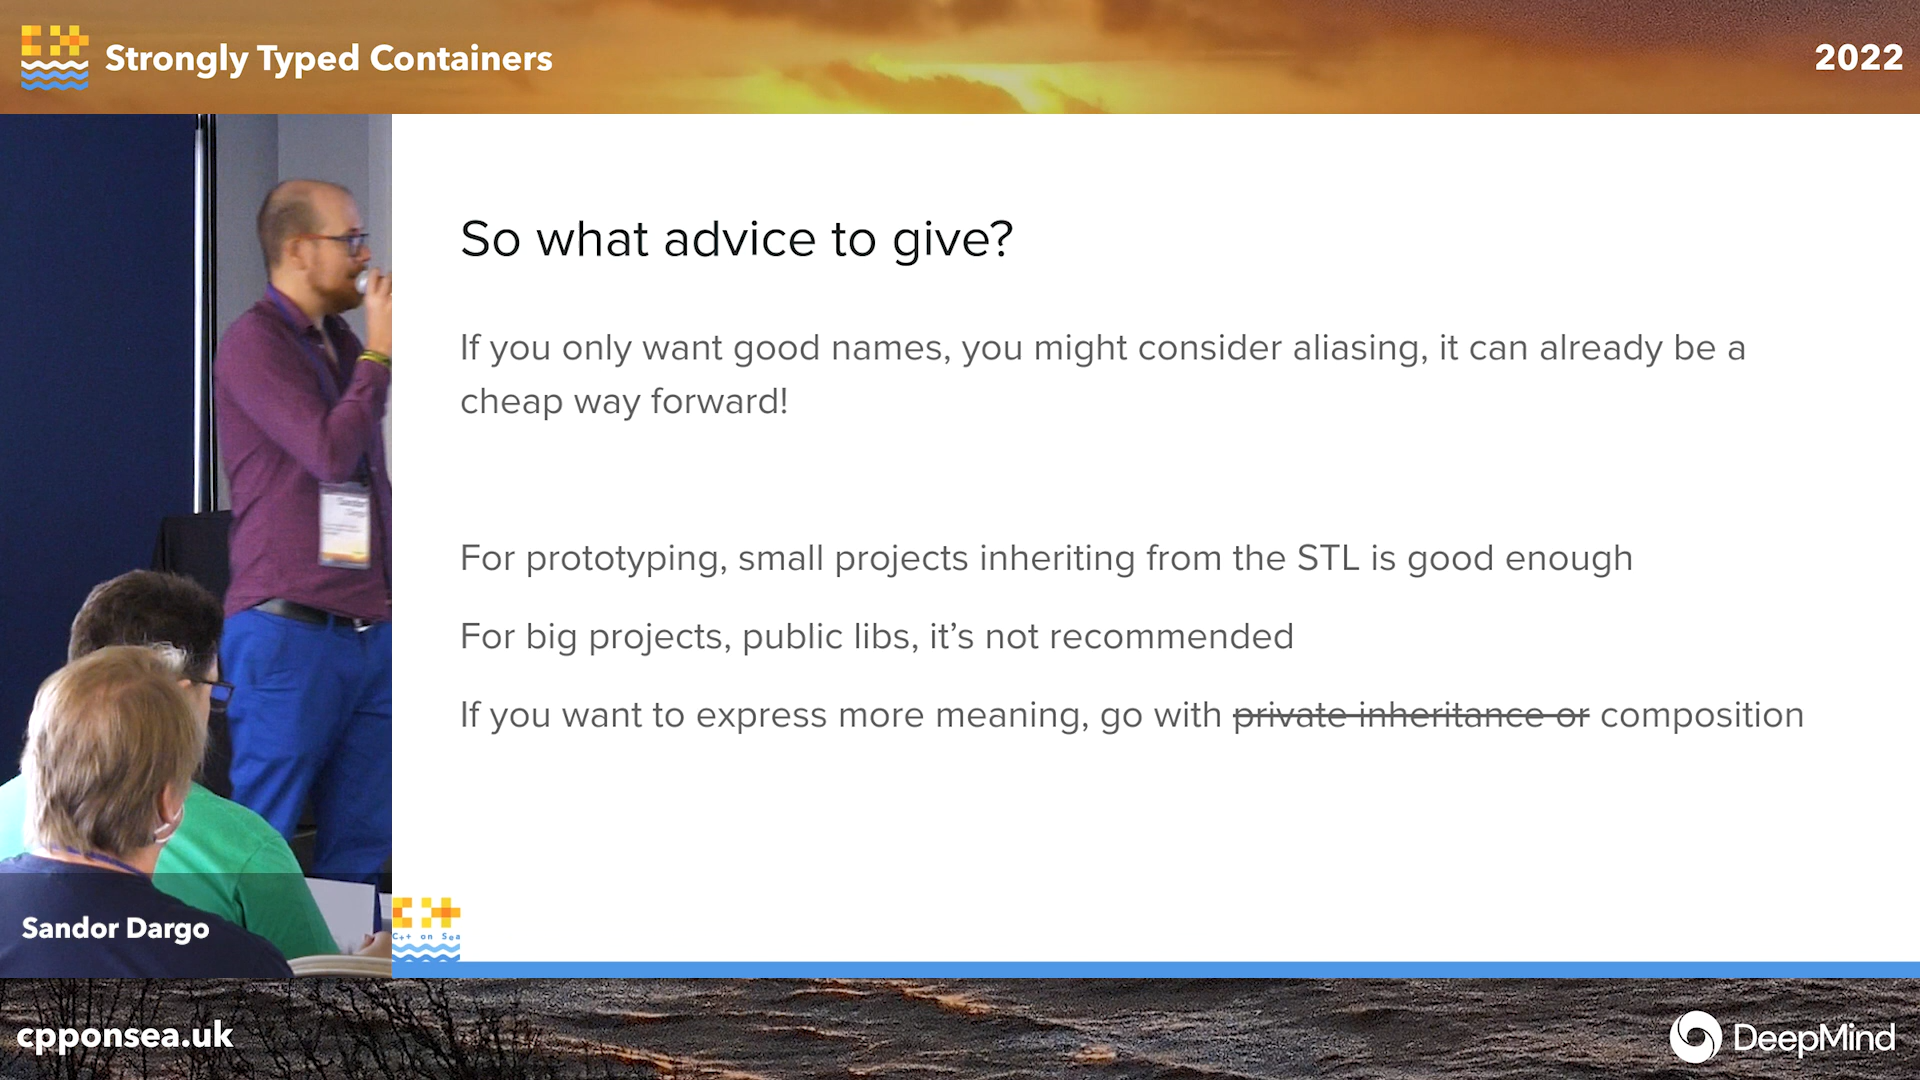 Strongly Typed Containers
2022
So what advice to give?
If you only want good names, you might consider aliasing, it can already be a
cheap way forward!
For prototyping, small projects inheriting from the STL is good enough
For big projects, public libs, it’s not recommended
If you want to express more meaning, go with private inheritance or composition
Sandor Dargo
C++ on Sea
cpponsea.uk
DeepMind